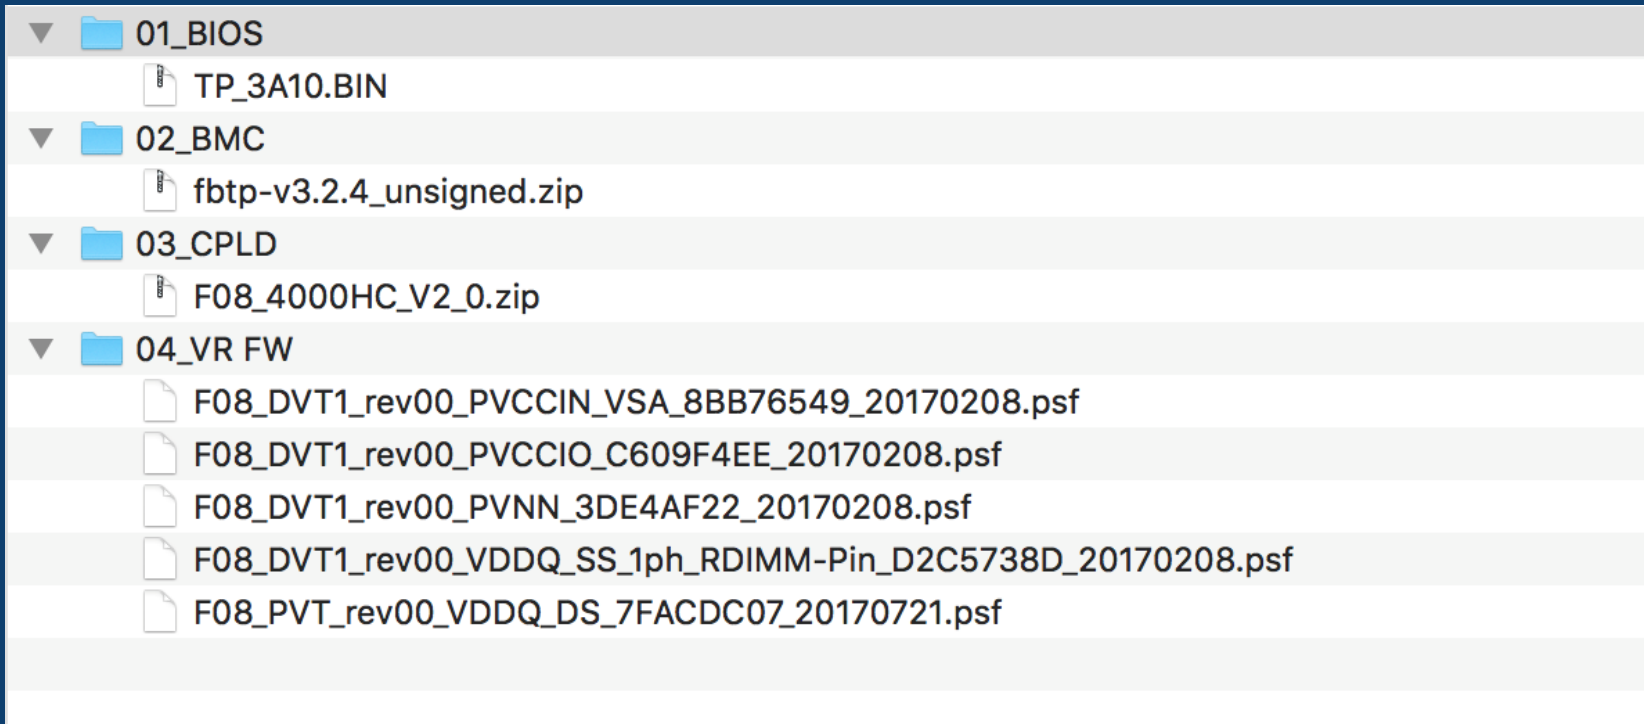 01_BIOS
TP_3A10.BIN
02_BMC
fbtp-v3.2.4_unsigned.zip
03_CPLD
F08_4000HC_V2_0.zip
04_VR FW
F08_DVT1_rev00_PVCCIN_VSA_8BB76549_20170208.psf
F08_DVT1_rev00_PVCCIO_C609F4EE_20170208.psf
F08_DVT1_rev00_PVNN_3DE4AF22_20170208.psf
F08_DVT1_rev00_VDDQ_SS_1ph_RDIMM-Pin_D2C5738D_20170208.psf
F08_PVT_rev00_VDDQ_DS_7FACDC07_20170721.psf